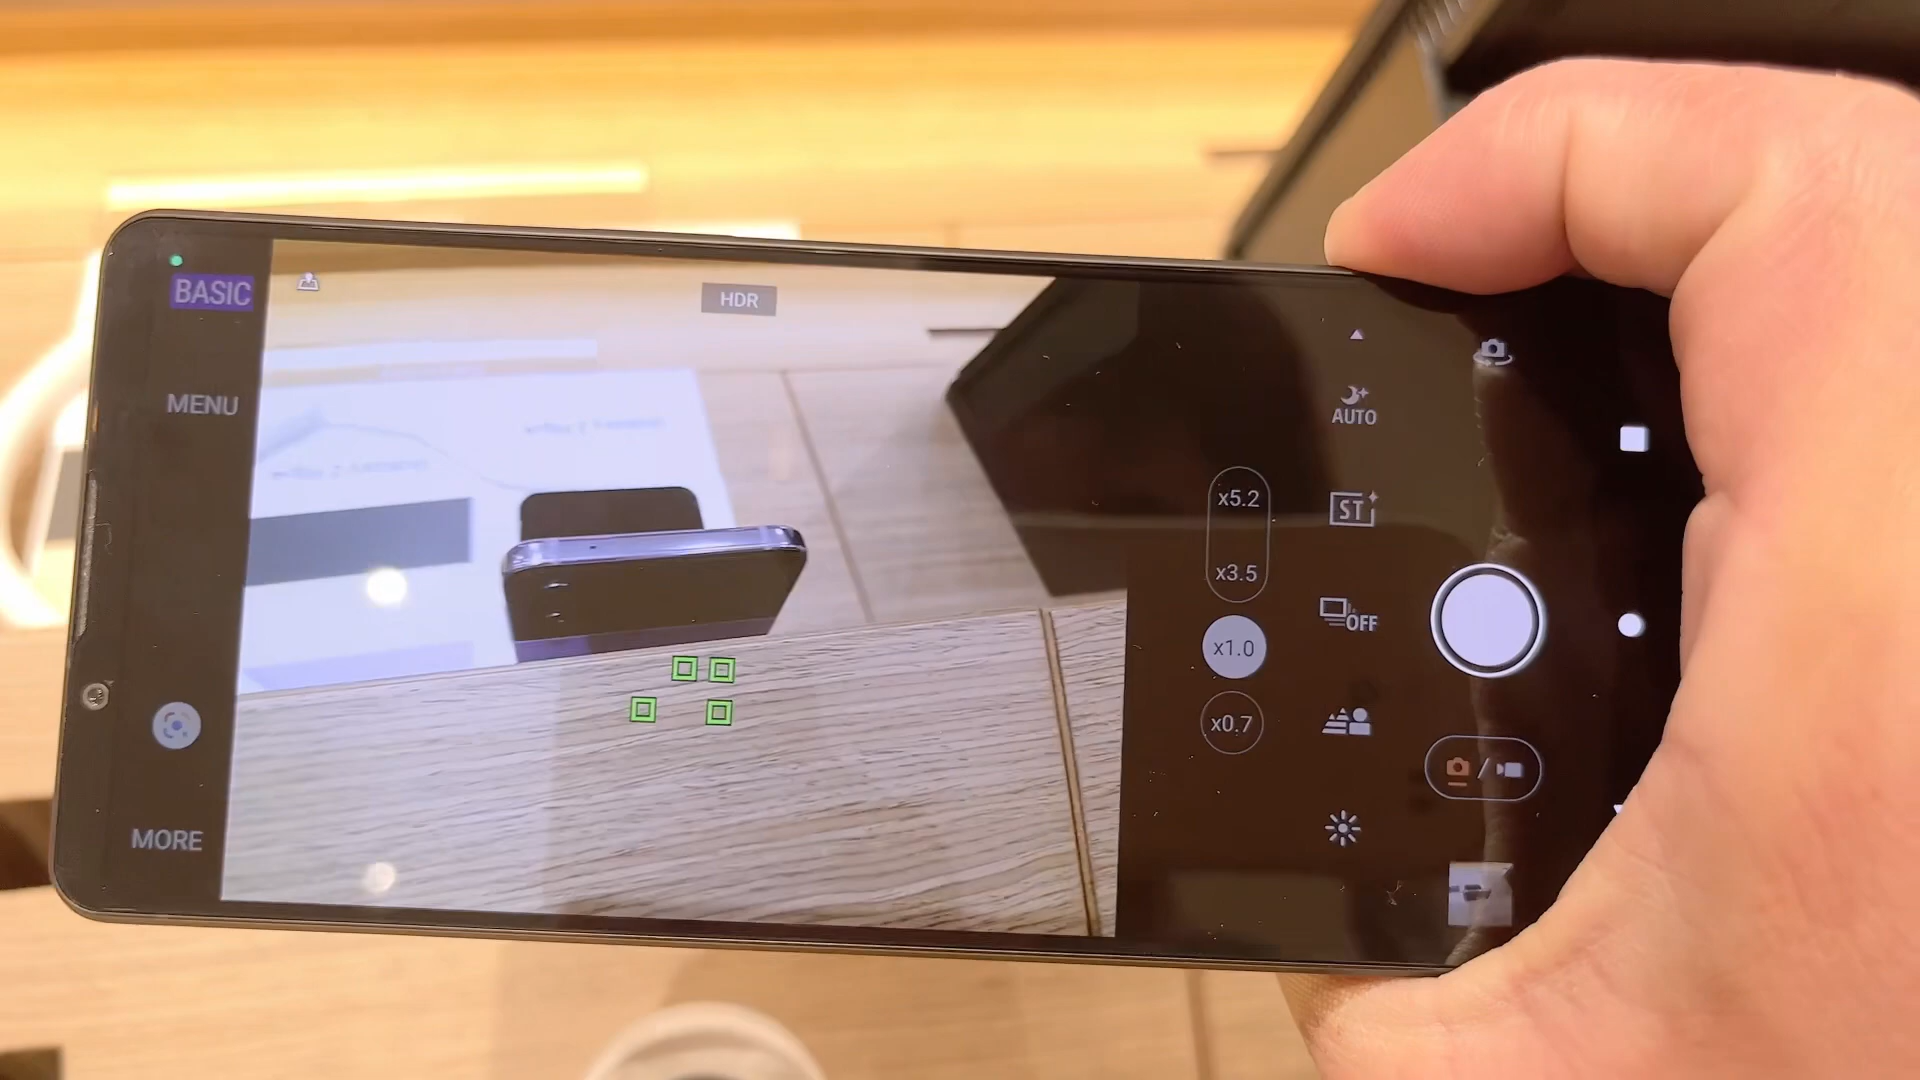 BASIC
MENU
MORE
HDR
x5.2
x3.5
x1.0
x0.7
AUTO
ST
OFF
/